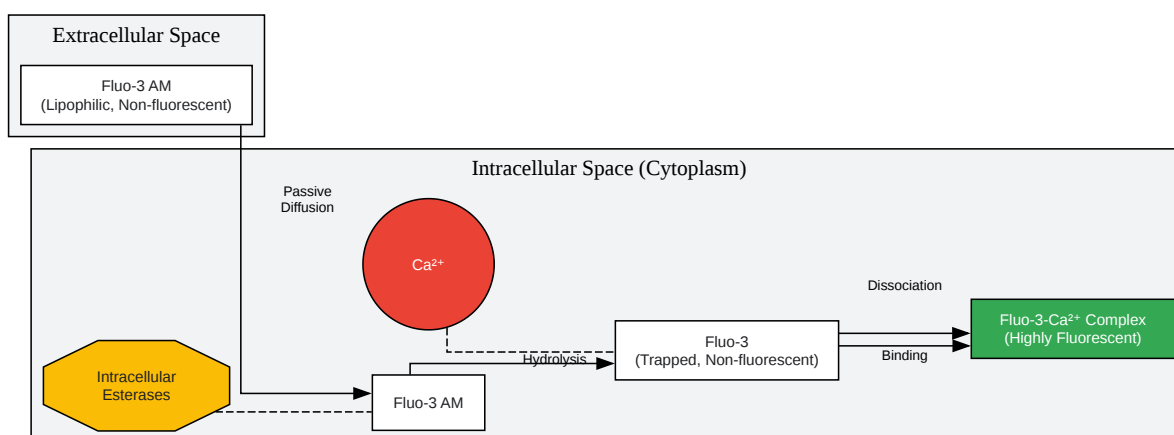 Extracellular Space
Fluo-3 AM
(Lipophilic, Non-fluorescent)
Intracellular Space (Cytoplasm)
Passive
Diffusion
Ca²⁺
Dissociation
Fluo-3-Ca²⁺ Complex
(Highly Fluorescent)
Fluo-3
(Trapped, Non-fluorescent)
Binding
Hydrolysis
Intracellular
Esterases
Fluo-3 AM